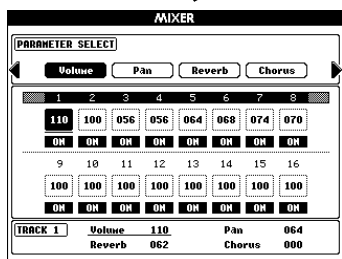 MIXER
PARAMETER SELECT
Volume Pan Reverb Chorus
1 2 3 4 5 6 7 8
110 100 056 056 064 068 074 070
ON ON ON ON ON ON ON ON
9 10 11 12 13 14 15 16
100 100 100 100 100 100 100 100
ON ON ON ON ON ON ON ON
TRACK 1 Volume 110 Pan 064
Reverb 062 Chorus 000